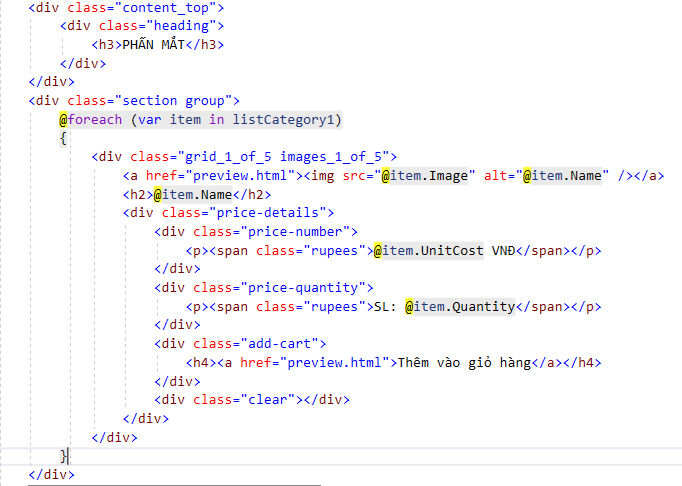 <div class="content_top">
<div class="heading">
<h3>PHẤN MẮT</h3>
</div>
</div>
<div class="section group">
@foreach (var item in listCategory1)
{
<div class="grid_1_of_5 images_1_of_5">
<a href="preview.html"><img src="@item.Image" alt="@item.Name" /></a>
<h2>@item.Name</h2>
<div class="price-details">
<div class="price-number">
<p><span class="rupees">@item.UnitCost VNĐ</span></p>
</div>
<div class="price-quantity">
<p><span class="rupees">SL: @item.Quantity</span></p>
</div>
<div class="add-cart">
<h4><a href="preview.html">Thêm vào giỏ hàng</a></h4>
</div>
<div class="clear"></div>
</div>
</div>
}
</div>